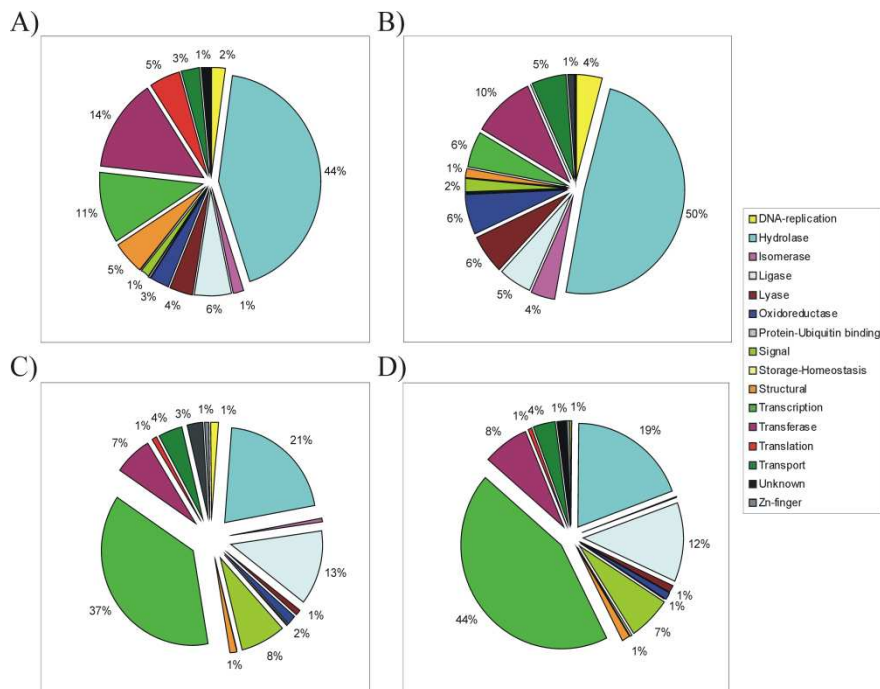 A)
5%
3%
1%
2%
14%
44%
11%
5%
1%
3%
4%
6%
1%
B)
5%
1%
4%
10%
6%
1%
2%
50%
6%
6%
5%
4%
DNA-replication
Hydrolase
Isomerase
Ligase
Lyase
Oxidoreductase
Protein-Ubiquitin binding
Signal
Storage-Homeostasis
Structural
Transcription
Transferase
Translation
Transport
Unknown
Zn-finger
C)
7%
1%
4%
3%
1%
1%
21%
13%
37%
1%
2%
8%
1%
D)
8%
1%
4%
1%
1%
19%
12%
44%
1%
1%
7%
1%